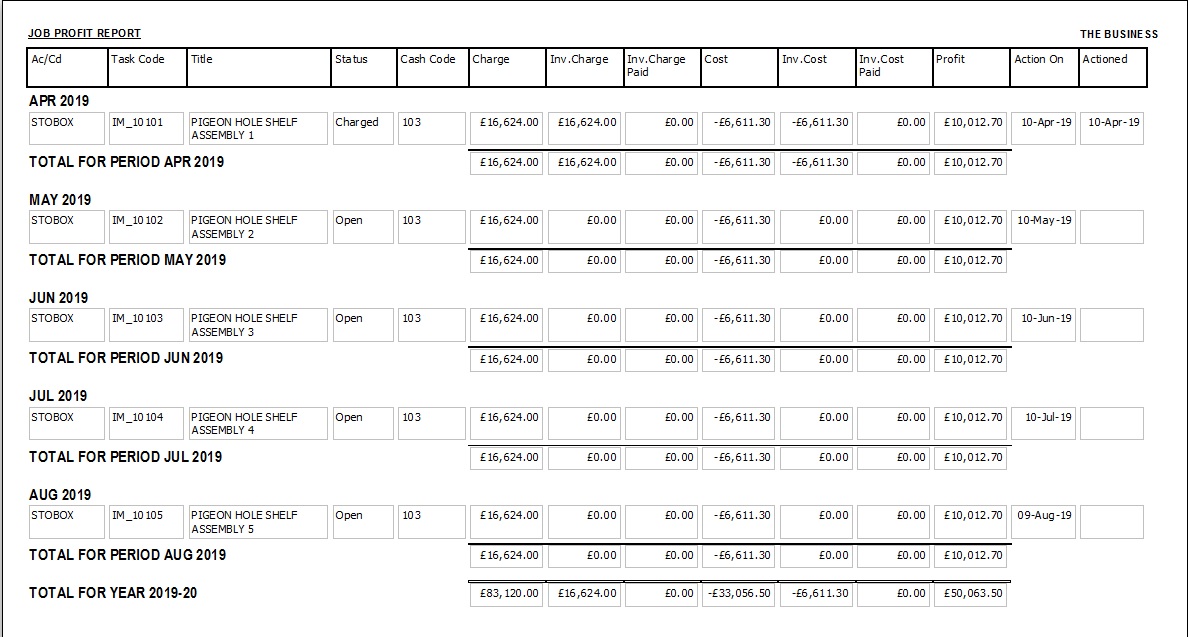 JOB PROFIT REPORT THE BUSINESS
Ac/Cd Task Code Title Status Cash Code Charge Inv.Charge Inv.Charge Cost Inv.Cost Inv.Cost Profit Action On Actioned
Paid Paid
APR 2019
STOBOX IM_10101 PIGEON HOLE SHELF Charged 103 £16,624.00 £16,624.00 £0.00 -£6,611.30 -£6,611.30 £0.00 £10,012.70 10-Apr-19 10-Apr-19
ASSEMBLY 1
TOTAL FOR PERIOD APR 2019 £16,624.00 £16,624.00 £0.00 -£6,611.30 -£6,611.30 £0.00 £10,012.70
MAY 2019
STOBOX IM_10102 PIGEON HOLE SHELF Open 103 £16,624.00 £0.00 £0.00 -£6,611.30 £0.00 £0.00 £10,012.70 10-May-19
ASSEMBLY 2
TOTAL FOR PERIOD MAY 2019 £16,624.00 £0.00 £0.00 -£6,611.30 £0.00 £0.00 £10,012.70
JUN 2019
STOBOX IM_10103 PIGEON HOLE SHELF Open 103 £16,624.00 £0.00 £0.00 -£6,611.30 £0.00 £0.00 £10,012.70 10-Jun-19
ASSEMBLY 3
TOTAL FOR PERIOD JUN 2019 £16,624.00 £0.00 £0.00 -£6,611.30 £0.00 £0.00 £10,012.70
JUL 2019
STOBOX IM_10104 PIGEON HOLE SHELF Open 103 £16,624.00 £0.00 £0.00 -£6,611.30 £0.00 £0.00 £10,012.70 10-Jul-19
ASSEMBLY 4
TOTAL FOR PERIOD JUL 2019 £16,624.00 £0.00 £0.00 -£6,611.30 £0.00 £0.00 £10,012.70
AUG 2019
STOBOX IM_10105 PIGEON HOLE SHELF Open 103 £16,624.00 £0.00 £0.00 -£6,611.30 £0.00 £0.00 £10,012.70 09-Aug-19
ASSEMBLY 5
TOTAL FOR PERIOD AUG 2019 £16,624.00 £0.00 £0.00 -£6,611.30 £0.00 £0.00 £10,012.70
TOTAL FOR YEAR 2019-20 £83,120.00 £16,624.00 £0.00 -£33,056.50 -£6,611.30 £0.00 £50,063.50